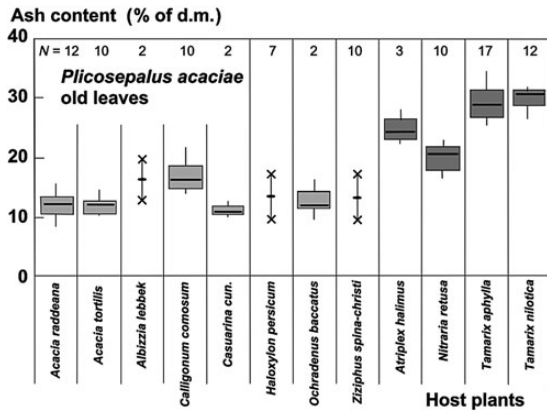 Ash content (% of d.m.)
40
30
20
10
0
N = 12 10 2 10 2 7 2 10 3 10 17 12
Plicosepalus acaciae
old leaves
Acacia raddeana
Acacia tortilis
Albizzia lebbek
Calligonum comosum
Casuarina cun.
Haloxylon persicum
Ochradenus baccatus
Ziziphus spina-christi
Atriplex halimus
Nitraria retusa
Tamarix aphylla
Tamarix nilotica
Host plants